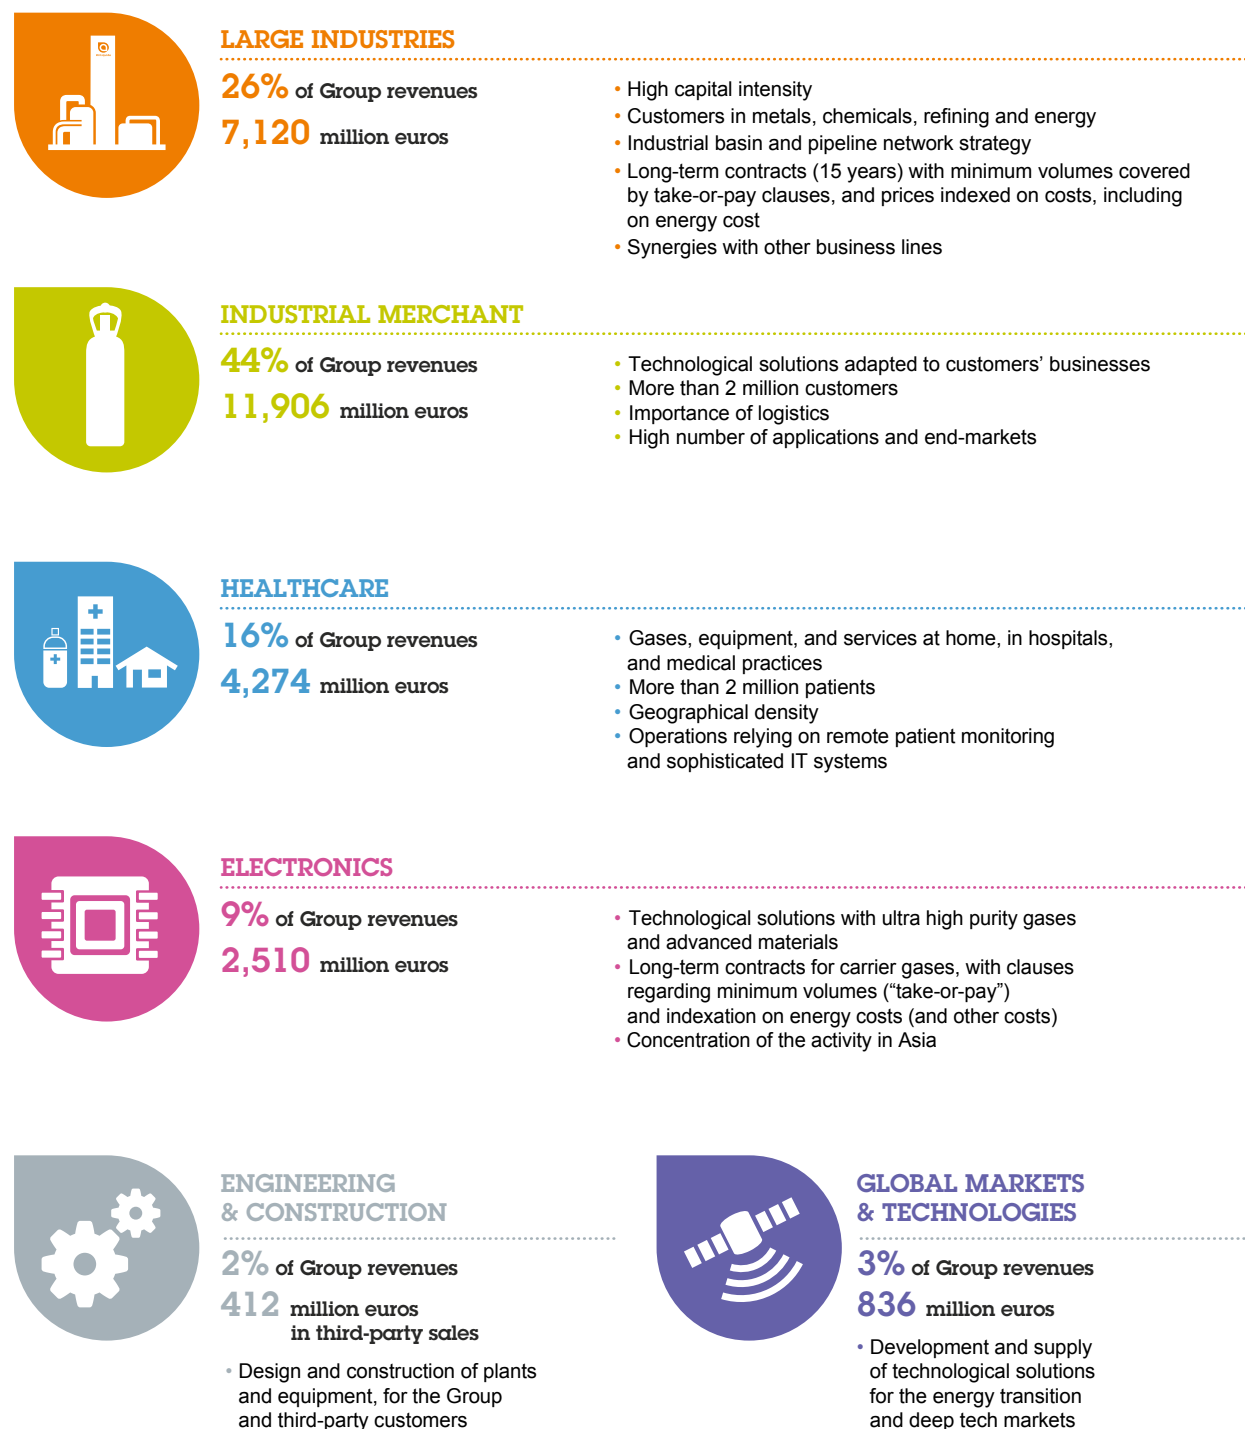 LARGE INDUSTRIES
26% of Group revenues
7,120 million euros
• High capital intensity
• Customers in metals, chemicals, refining and energy
• Industrial basin and pipeline network strategy
• Long-term contracts (15 years) with minimum volumes covered
by take-or-pay clauses, and prices indexed on costs, including
on energy cost
• Synergies with other business lines
INDUSTRIAL MERCHANT
44% of Group revenues
11,906 million euros
• Technological solutions adapted to customers’ businesses
• More than 2 million customers
• Importance of logistics
• High number of applications and end-markets
HEALTHCARE
16% of Group revenues
4,274 million euros
• Gases, equipment, and services at home, in hospitals,
and medical practices
• More than 2 million patients
• Geographical density
• Operations relying on remote patient monitoring
and sophisticated IT systems
ELECTRONICS
9% of Group revenues
2,510 million euros
• Technological solutions with ultra high purity gases
and advanced materials
• Long-term contracts for carrier gases, with clauses
regarding minimum volumes (“take-or-pay”)
and indexation on energy costs (and other costs)
• Concentration of the activity in Asia
ENGINEERING
& CONSTRUCTION
2% of Group revenues
412 million euros
in third-party sales
• Design and construction of plants
and equipment, for the Group
and third-party customers
GLOBAL MARKETS
& TECHNOLOGIES
3% of Group revenues
836 million euros
• Development and supply
of technological solutions
for the energy transition
and deep tech markets